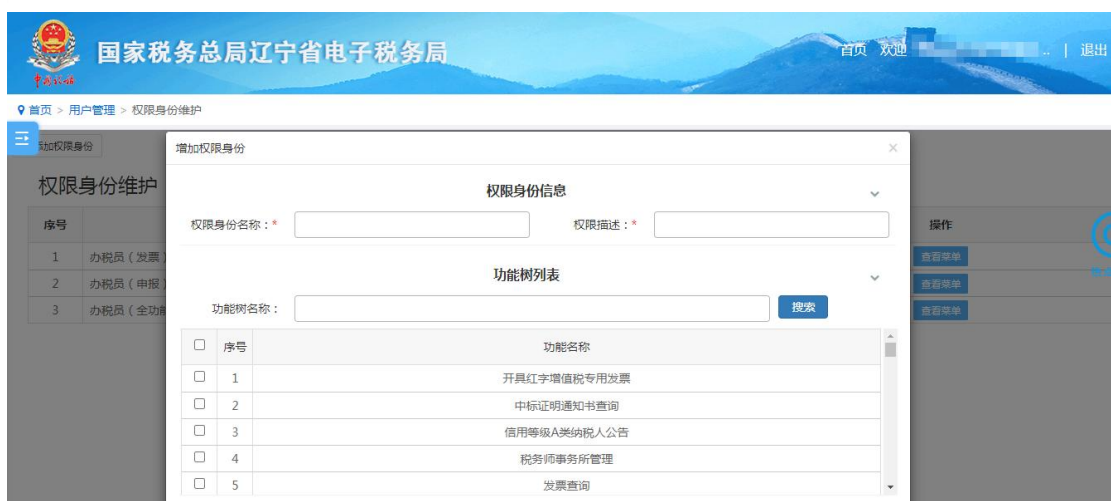 国家税务总局辽宁省电子税务局
中国税务
首页 欢迎 .. | 退出
首页 > 用户管理 > 权限身份维护
加权限身份
增加权限身份 ×
权限身份维护
权限身份信息
权限身份名称：* 权限描述：*
序号 操作
1 办税员（发票） 查看菜单
2 办税员（申报） 查看菜单
3 办税员（全功能 查看菜单
功能树列表
功能树名称： 搜索
序号 功能名称
1 开具红字增值税专用发票
2 中标证明通知书查询
3 信用等级A类纳税人公告
4 税务师事务所管理
5 发票查询